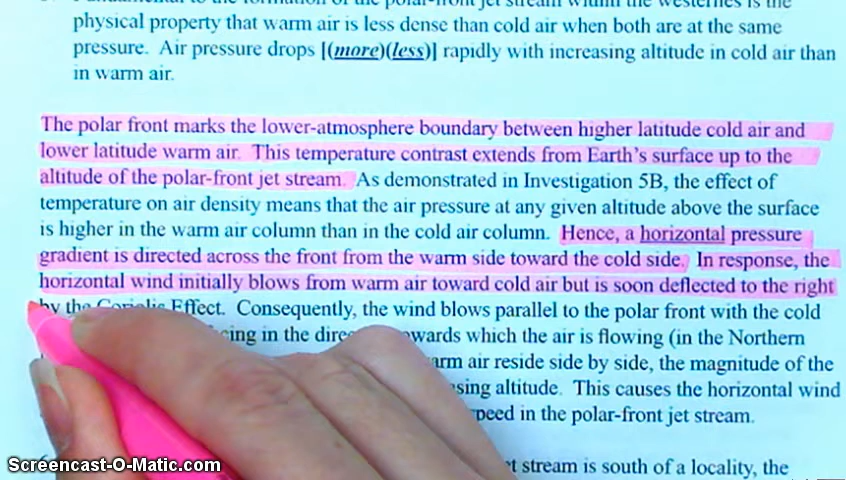 physical property that warm air is less dense than cold air when both are at the same
pressure. Air pressure drops [(more)(less)] rapidly with increasing altitude in cold air than
in warm air.
The polar front marks the lower-atmosphere boundary between higher latitude cold air and
lower latitude warm air. This temperature contrast extends from Earth's surface up to the
altitude of the polar-front jet stream. As demonstrated in Investigation 5B, the effect of
temperature on air density means that the air pressure at any given altitude above the surface
is higher in the warm air column than in the cold air column. Hence, a horizontal pressure
gradient is directed across the front from the warm side toward the cold side. In response, the
horizontal wind initially blows from warm air toward cold air but is soon deflected to the right
by the Coriolis Effect. Consequently, the wind blows parallel to the polar front with the cold
in the towards which the air is flowing (in the Northern
air reside side by side, the magnitude of the
altitude. This causes the horizontal wind
in the polar-front jet stream.
stream is south of a locality, the
Screencast-O-Matic.com